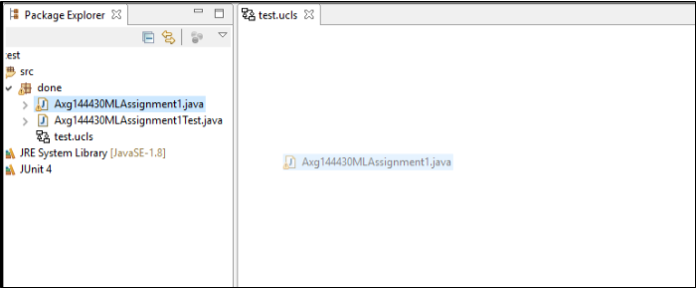 Package Explorer
test.ucls
est
src
done
Axg144430MLAssignment1.java
Axg144430MLAssignment1Test.java
test.ucls
JRE System Library [JavaSE-1.8]
JUnit 4
Axg144430MLAssignment1.java